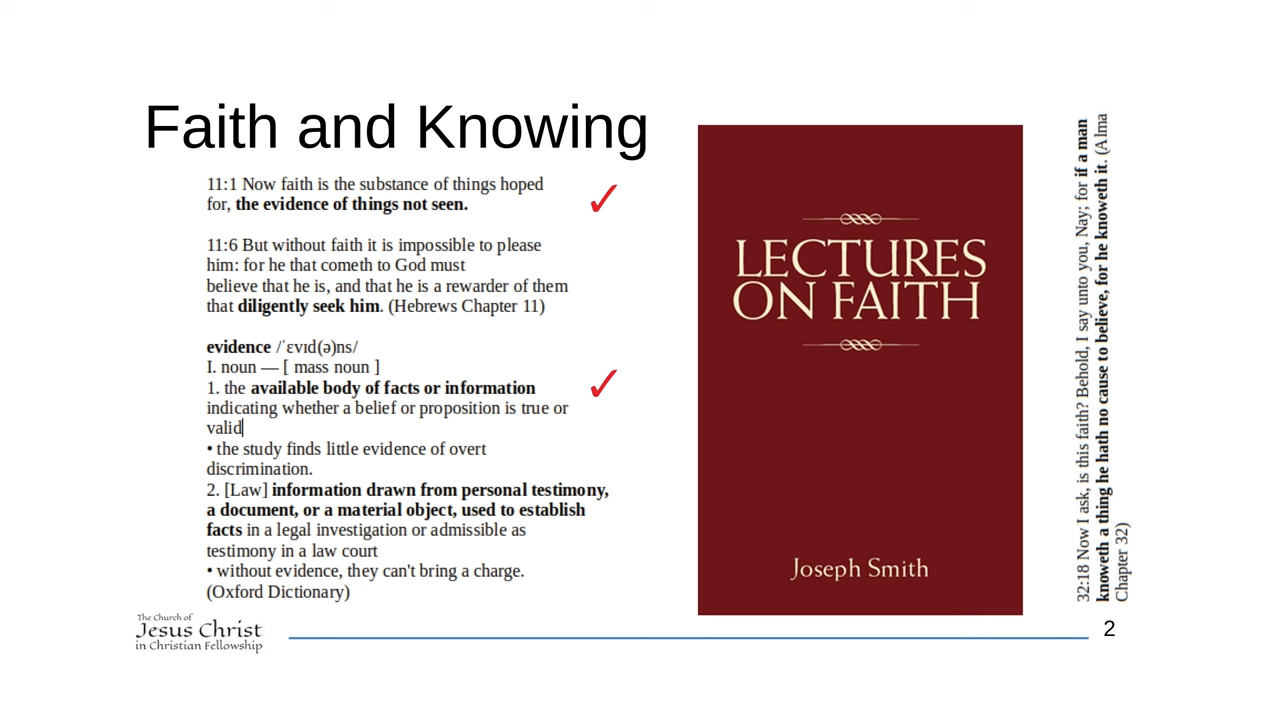 Faith and Knowing
11:1 Now faith is the substance of things hoped
for, the evidence of things not seen.
11:6 But without faith it is impossible to please
him: for he that cometh to God must
believe that he is, and that he is a rewarder of them
that diligently seek him. (Hebrews Chapter 11)
evidence /ˈɛvɪd(ə)ns/
I. noun — [ mass noun ]
1. the available body of facts or information
indicating whether a belief or proposition is true or
valid
• the study finds little evidence of overt
discrimination.
2. [Law] information drawn from personal testimony,
a document, or a material object, used to establish
facts in a legal investigation or admissible as
testimony in a law court
• without evidence, they can't bring a charge.
(Oxford Dictionary)
LECTURES
ON FAITH
Joseph Smith
32:18 Now I ask, is this faith? Behold, I say unto you, Nay; for if a man
knoweth a thing he hath no cause to believe, for he knoweth it. (Alma
Chapter 32)
The Church of
Jesus Christ
in Christian Fellowship
2